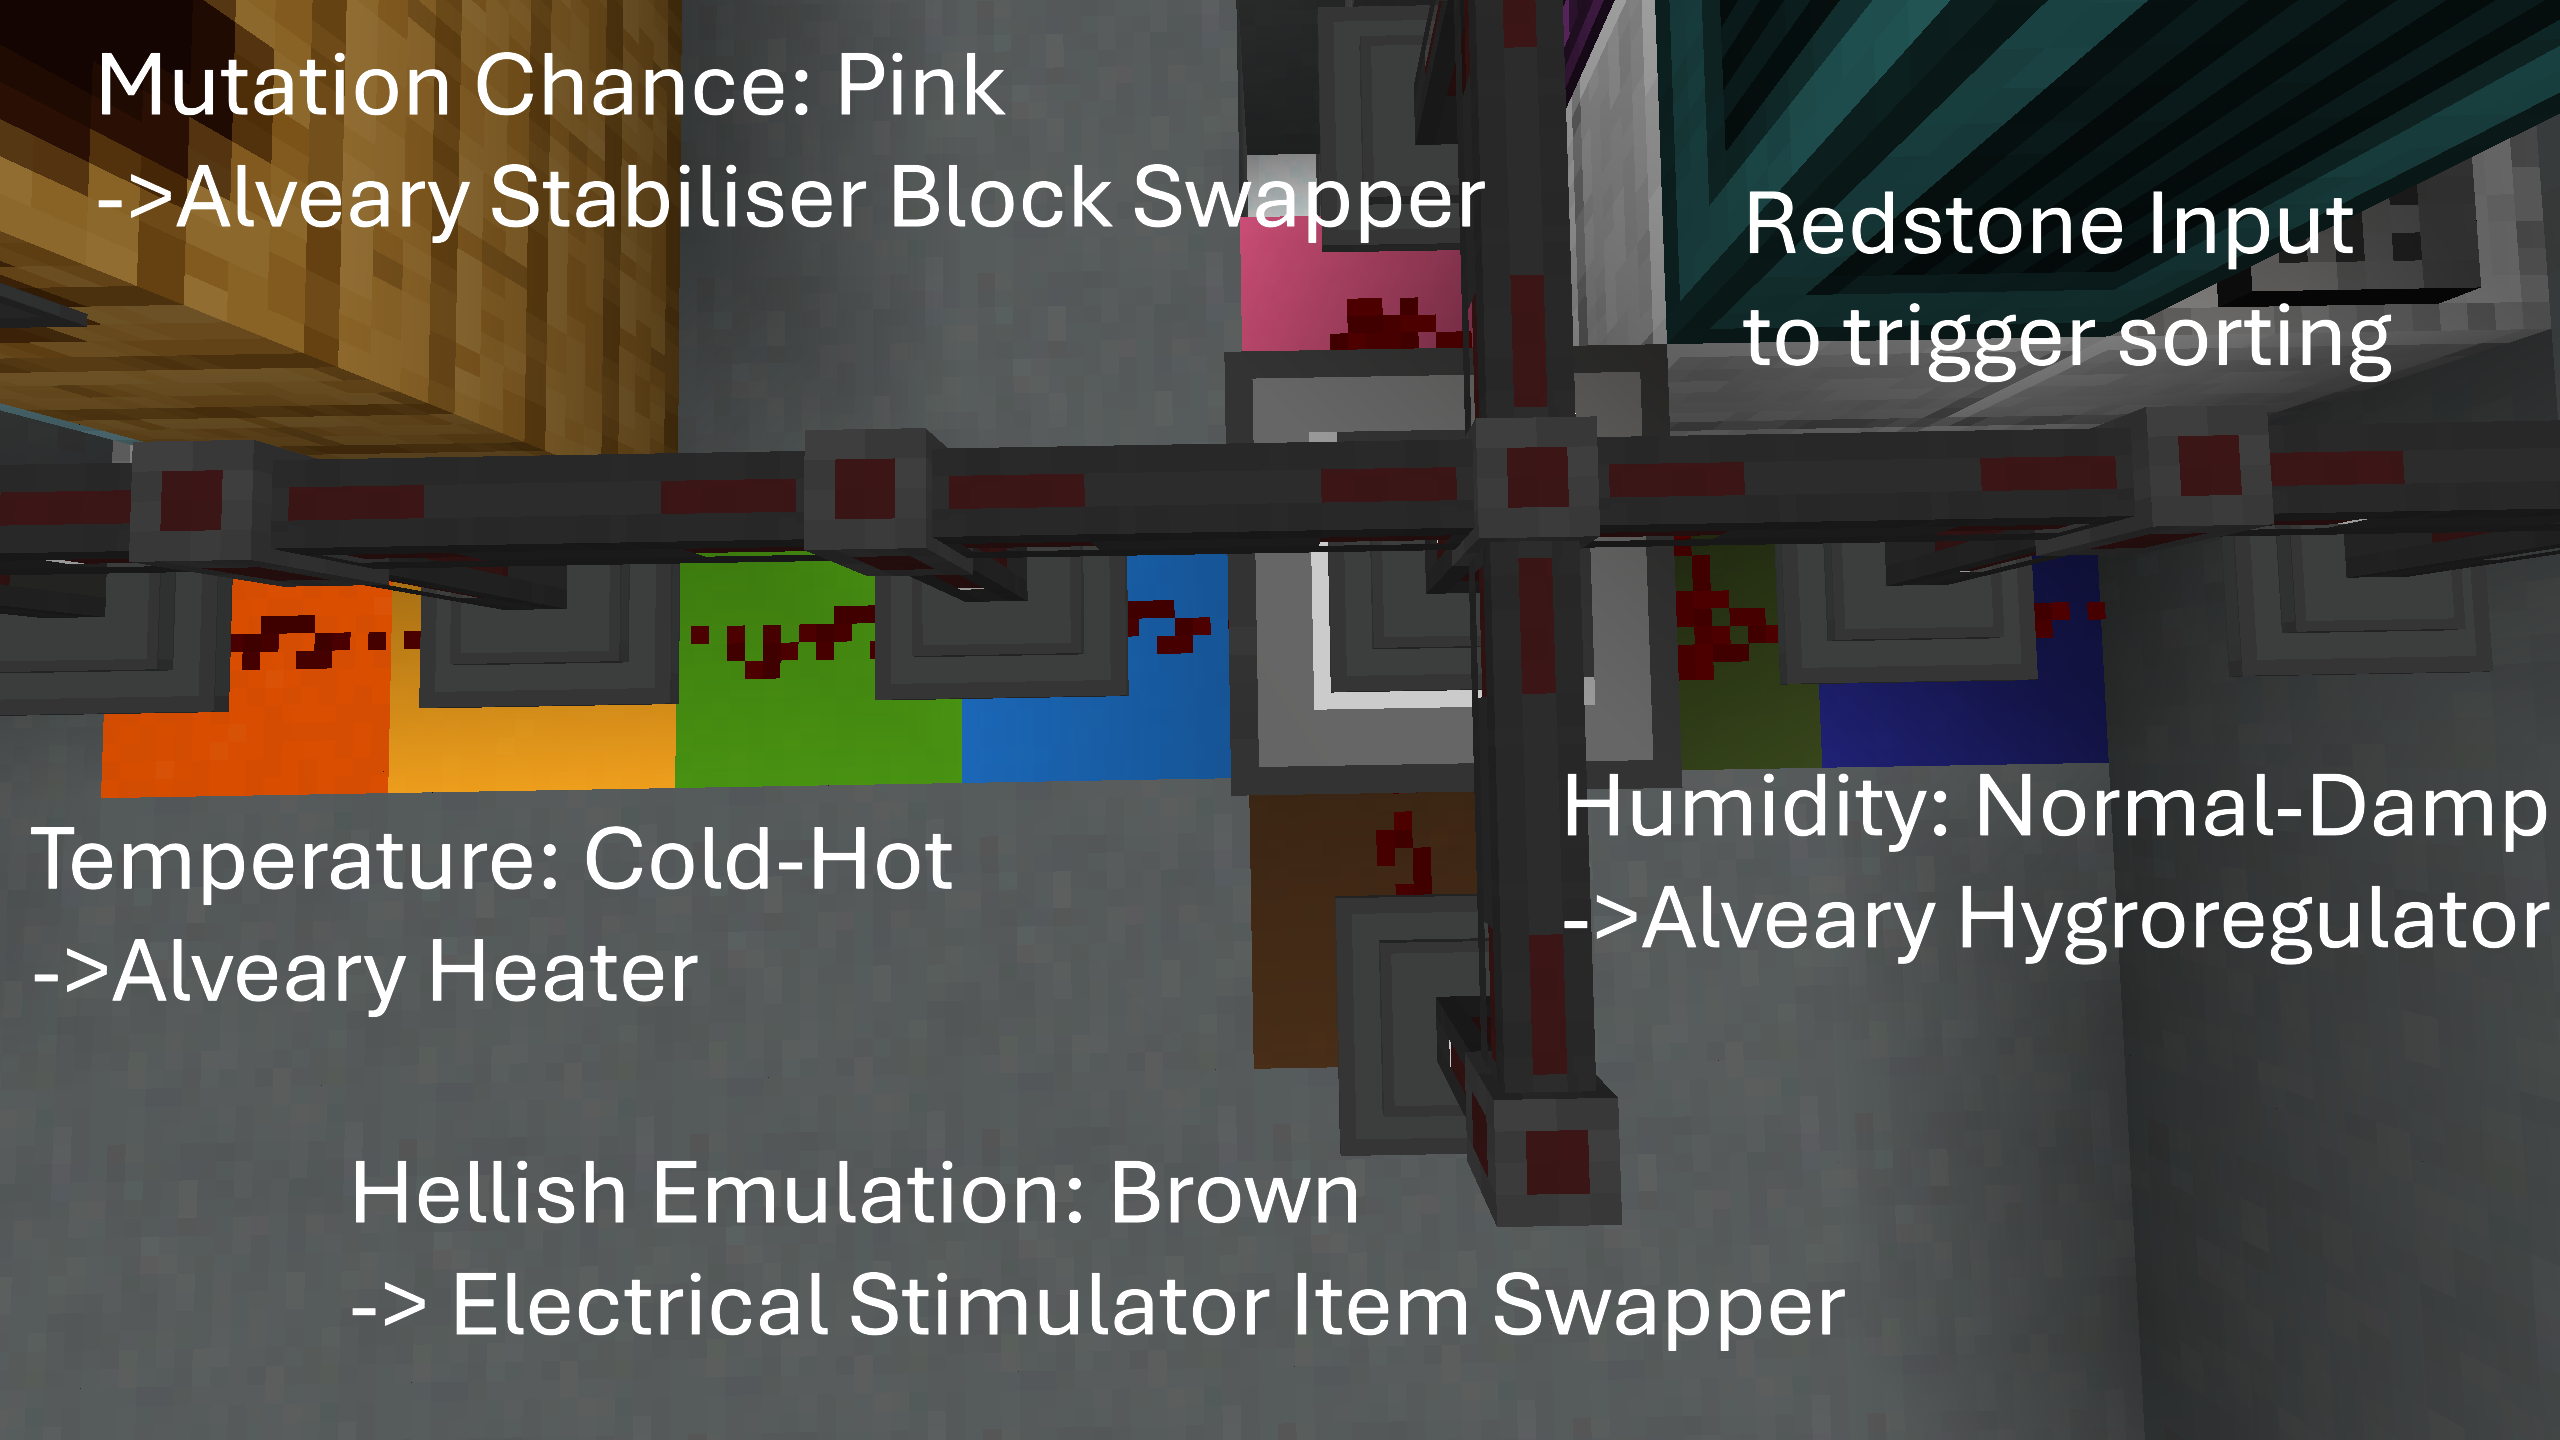 Mutation Chance: Pink
->Alveary Stabiliser Block Swapper
Redstone Input
to trigger sorting
Temperature: Cold-Hot
->Alveary Heater
Humidity: Normal-Damp
->Alveary Hygroregulator
Hellish Emulation: Brown
-> Electrical Stimulator Item Swapper